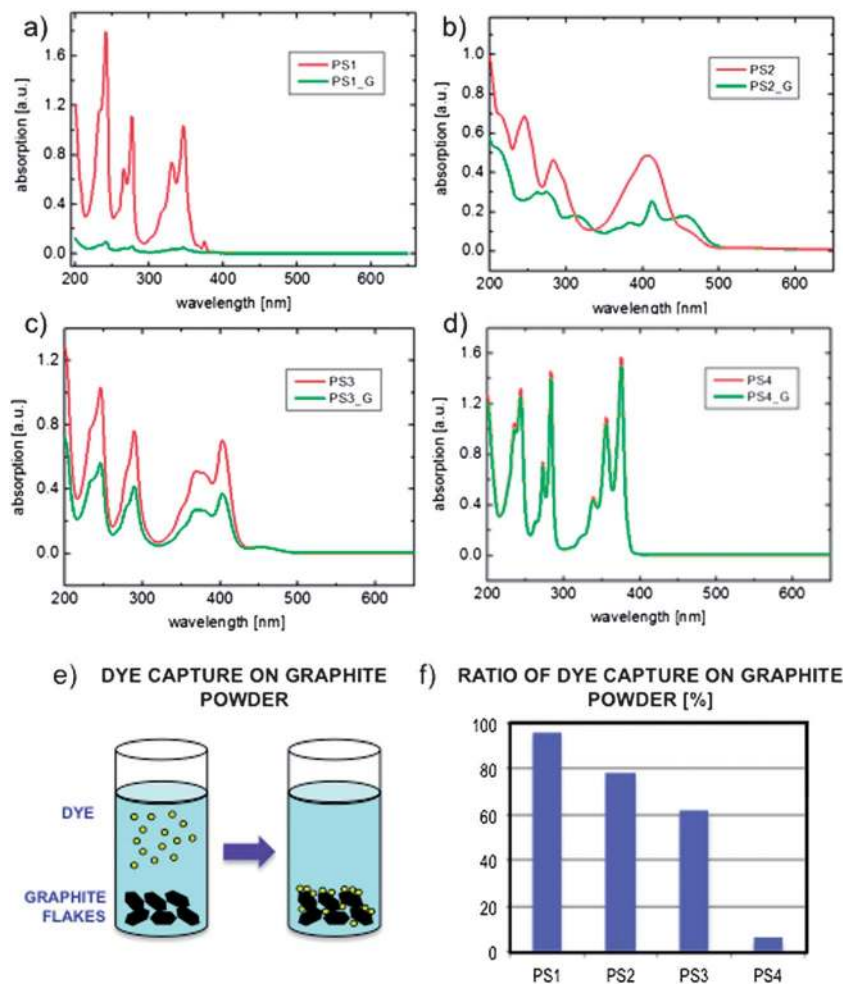 a)
PS1
PS1_G
absorption [a.u.]
1.8
1.2
0.6
0.0
200 300 400 500 600
wavelength [nm]
b)
PS2
PS2_G
absorption [a.u.]
1.0
0.8
0.6
0.4
0.2
0.0
200 300 400 500 600
wavelength [nm]
c)
PS3
PS3_G
absorption [a.u.]
1.2
0.8
0.4
0.0
200 300 400 500 600
wavelength [nm]
d)
PS4
PS4_G
absorption [a.u.]
1.6
1.2
0.8
0.4
0.0
200 300 400 500 600
wavelength [nm]
e) DYE CAPTURE ON GRAPHITE
POWDER
DYE
GRAPHITE
FLAKES
f) RATIO OF DYE CAPTURE ON GRAPHITE
POWDER [%]
100
80
60
40
20
0
PS1 PS2 PS3 PS4